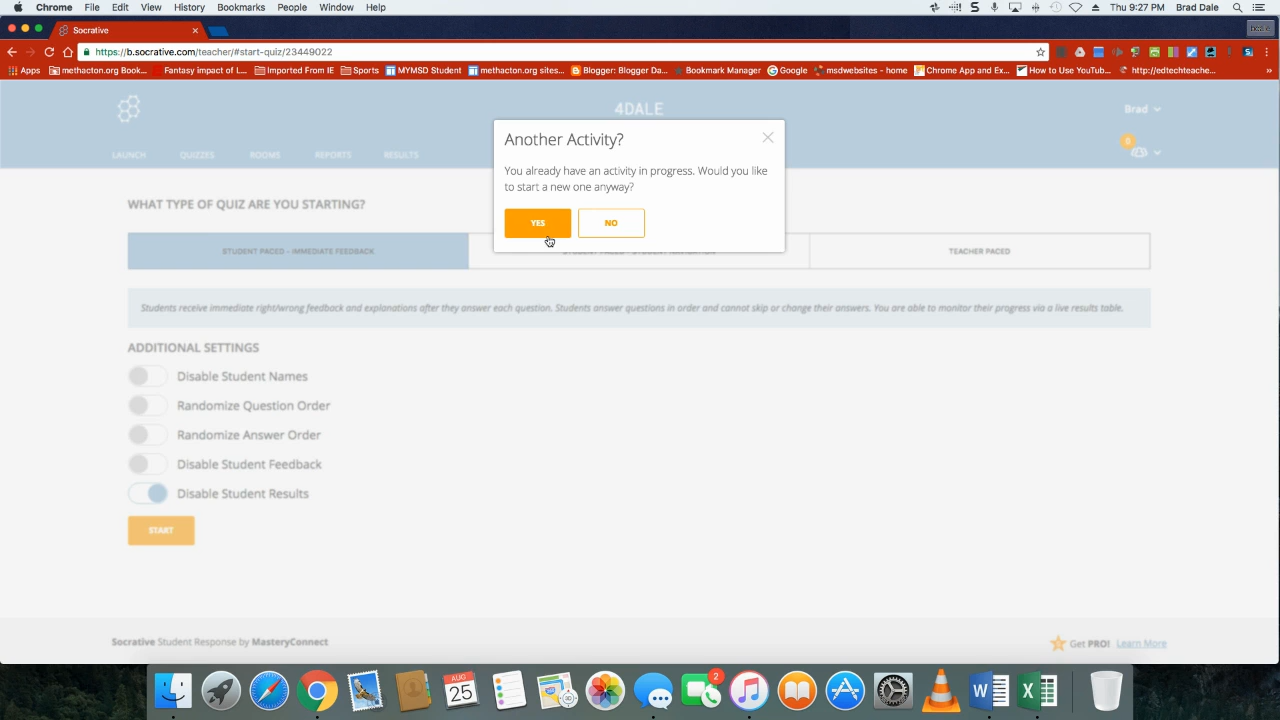 Chrome File Edit View History Bookmarks People Window Help
Thu 9:27 PM Brad Dale
Socrative
https://b.socrative.com/teacher/#start-quiz/23449022
Apps methacton.org Book... Fantasy impact of L... Imported From IE Sports MYMSD Student methacton.org sites... Blogger: Blogger Da... Bookmark Manager Google msdwebsites - home Chrome App and Ex... How to Use YouTub... http://edtechteache... »
4DALE
Brad
LAUNCH QUIZZES ROOMS REPORTS RESULTS
Another Activity?
You already have an activity in progress. Would you like
to start a new one anyway?
YES NO
WHAT TYPE OF QUIZ ARE YOU STARTING?
STUDENT PACED - IMMEDIATE FEEDBACK STUDENT PACED - STUDENT NAVIGATION TEACHER PACED
Students receive immediate right/wrong feedback and explanations after they answer each question. Students answer questions in order and cannot skip or change their answers. You are able to monitor their progress via a live results table.
ADDITIONAL SETTINGS
Disable Student Names
Randomize Question Order
Randomize Answer Order
Disable Student Feedback
Disable Student Results
START
Socrative Student Response by MasteryConnect
Get PRO! Learn More
AUG
25
2
W X